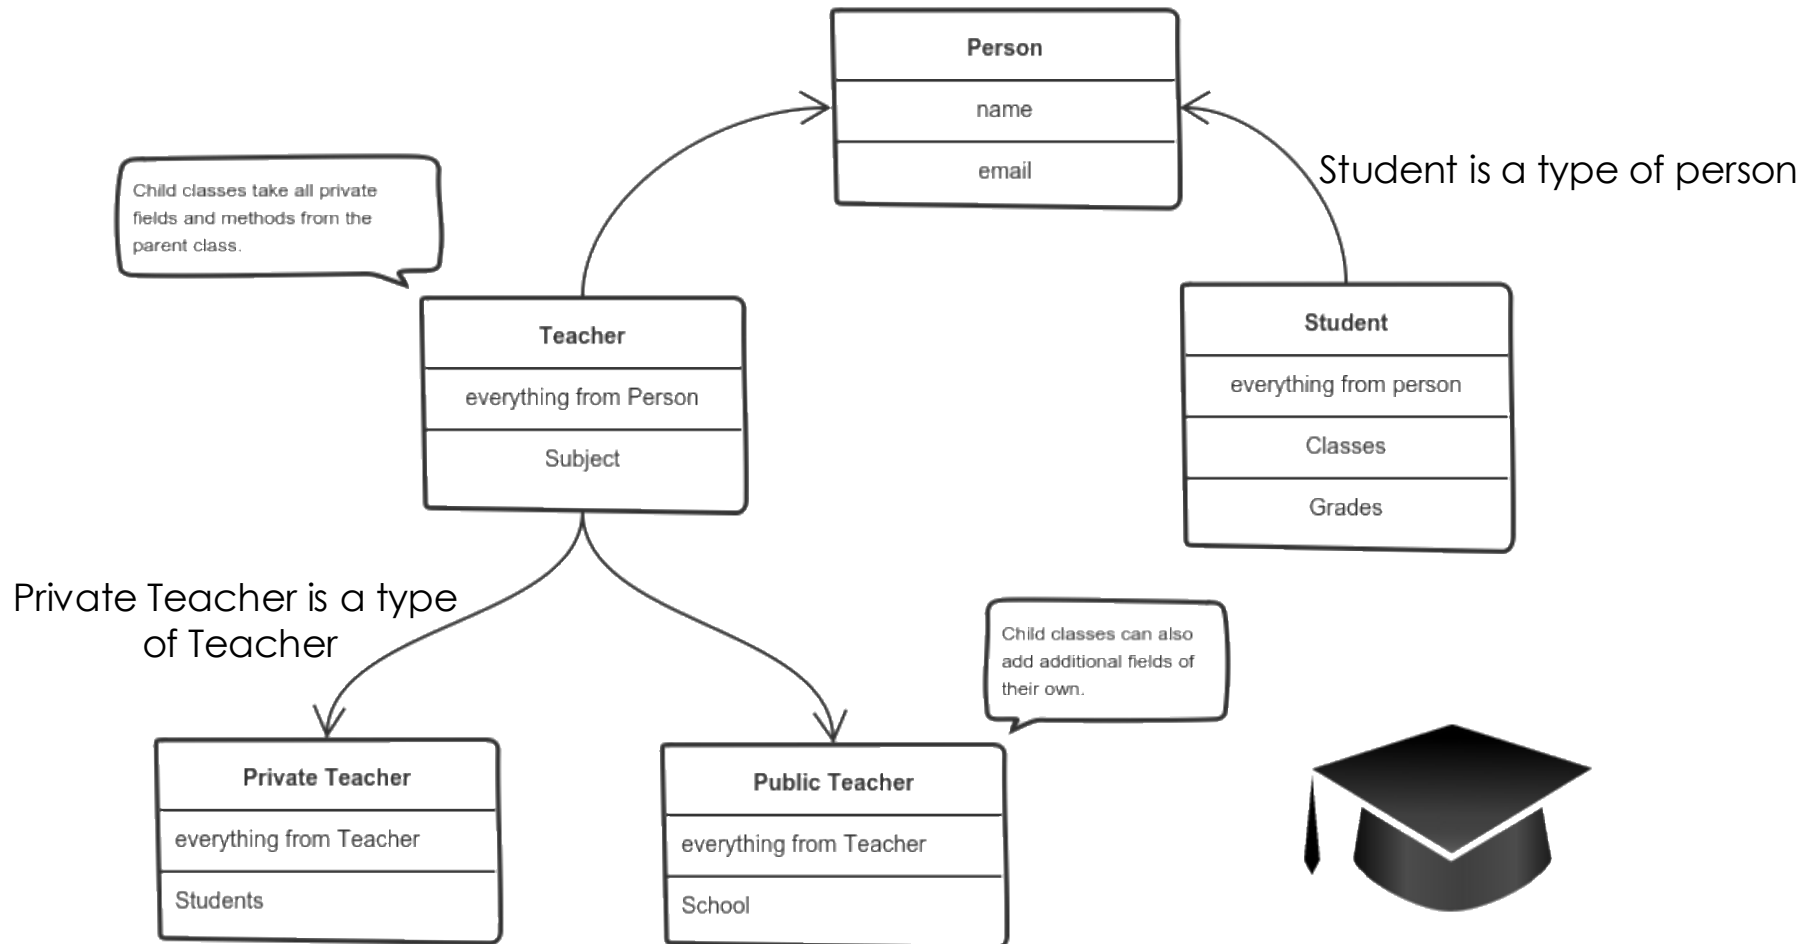 Person
name
email
Student is a type of person
Child classes take all private
fields and methods from the
parent class.
Teacher
everything from Person
Subject
Student
everything from person
Classes
Grades
Private Teacher is a type
of Teacher
Child classes can also
add additional fields of
their own.
Private Teacher
everything from Teacher
Students
Public Teacher
everything from Teacher
School